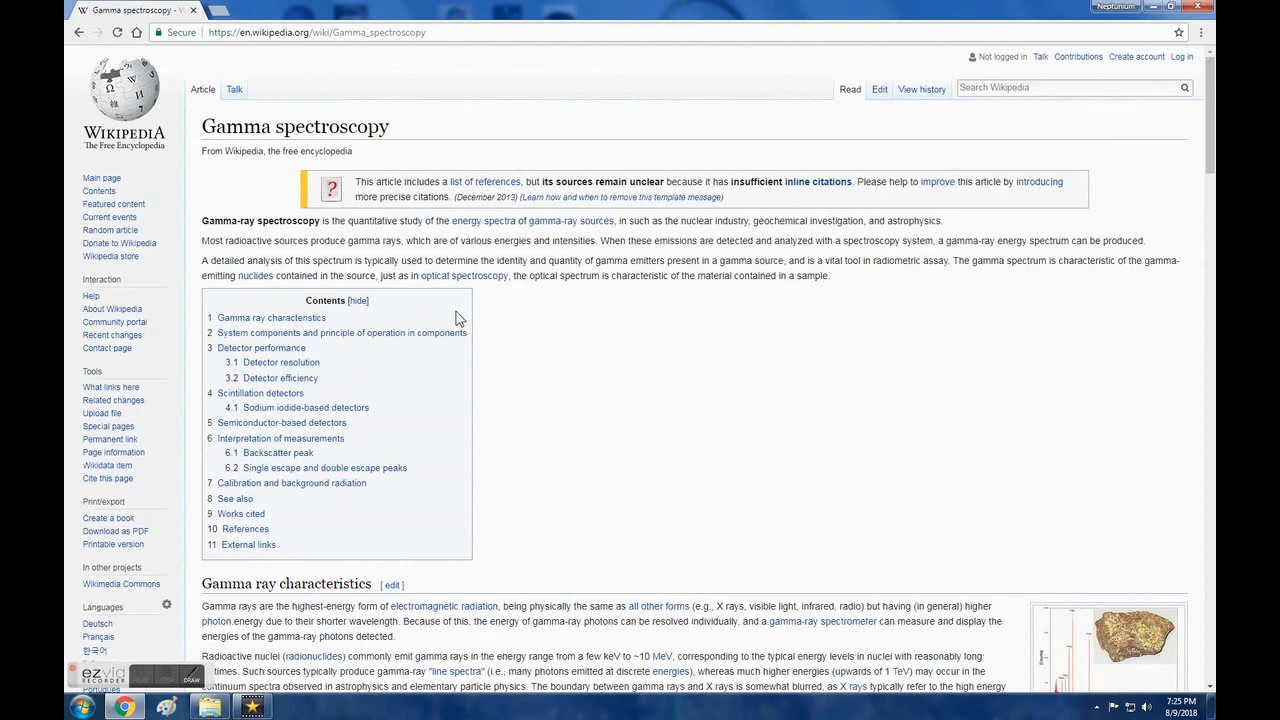 Gamma spectroscopy - W
Neptunium
Secure
https://en.wikipedia.org/wiki/Gamma_spectroscopy
Not logged in Talk Contributions Create account Log in
Article Talk Read Edit View history Search Wikipedia
WIKIPEDIA
The Free Encyclopedia
Main page
Contents
Featured content
Current events
Random article
Donate to Wikipedia
Wikipedia store
Interaction
Help
About Wikipedia
Community portal
Recent changes
Contact page
Tools
What links here
Related changes
Upload file
Special pages
Permanent link
Page information
Wikidata item
Cite this page
Print/export
Create a book
Download as PDF
Printable version
In other projects
Wikimedia Commons
Languages
Deutsch
Français
한국어
Português
Gamma spectroscopy
From Wikipedia, the free encyclopedia
This article includes a list of references, but its sources remain unclear because it has insufficient inline citations. Please help to improve this article by introducing
more precise citations. (December 2013) (Learn how and when to remove this template message)
Gamma-ray spectroscopy is the quantitative study of the energy spectra of gamma-ray sources, in such as the nuclear industry, geochemical investigation, and astrophysics.
Most radioactive sources produce gamma rays, which are of various energies and intensities. When these emissions are detected and analyzed with a spectroscopy system, a gamma-ray energy spectrum can be produced.
A detailed analysis of this spectrum is typically used to determine the identity and quantity of gamma emitters present in a gamma source, and is a vital tool in radiometric assay. The gamma spectrum is characteristic of the gamma-
emitting nuclides contained in the source, just as in optical spectroscopy, the optical spectrum is characteristic of the material contained in a sample.
Contents [hide]
1 Gamma ray characteristics
2 System components and principle of operation in components
3 Detector performance
3.1 Detector resolution
3.2 Detector efficiency
4 Scintillation detectors
4.1 Sodium iodide-based detectors
5 Semiconductor-based detectors
6 Interpretation of measurements
6.1 Backscatter peak
6.2 Single escape and double escape peaks
7 Calibration and background radiation
8 See also
9 Works cited
10 References
11 External links
Gamma ray characteristics [ edit ]
Gamma rays are the highest-energy form of electromagnetic radiation, being physically the same as all other forms (e.g., X rays, visible light, infrared, radio) but having (in general) higher
photon energy due to their shorter wavelength. Because of this, the energy of gamma-ray photons can be resolved individually, and a gamma-ray spectrometer can measure and display the
energies of the gamma-ray photons detected.
Radioactive nuclei (radionuclides) commonly emit gamma rays in the energy range from a few keV to ~10 MeV, corresponding to the typical energy levels in nuclei with reasonably long
times. Such sources typically produce gamma-ray "line spectra" (i.e., many photons emitted at discrete energies), whereas much higher energies (upwards of 1 TeV) may occur in the
continuum spectra observed in astrophysics and elementary particle physics. The boundary between gamma rays and X rays is somewhat blurred, as X rays typically refer to the high energy
ezvid
RECORDER
DRAW
7:25 PM
8/9/2018